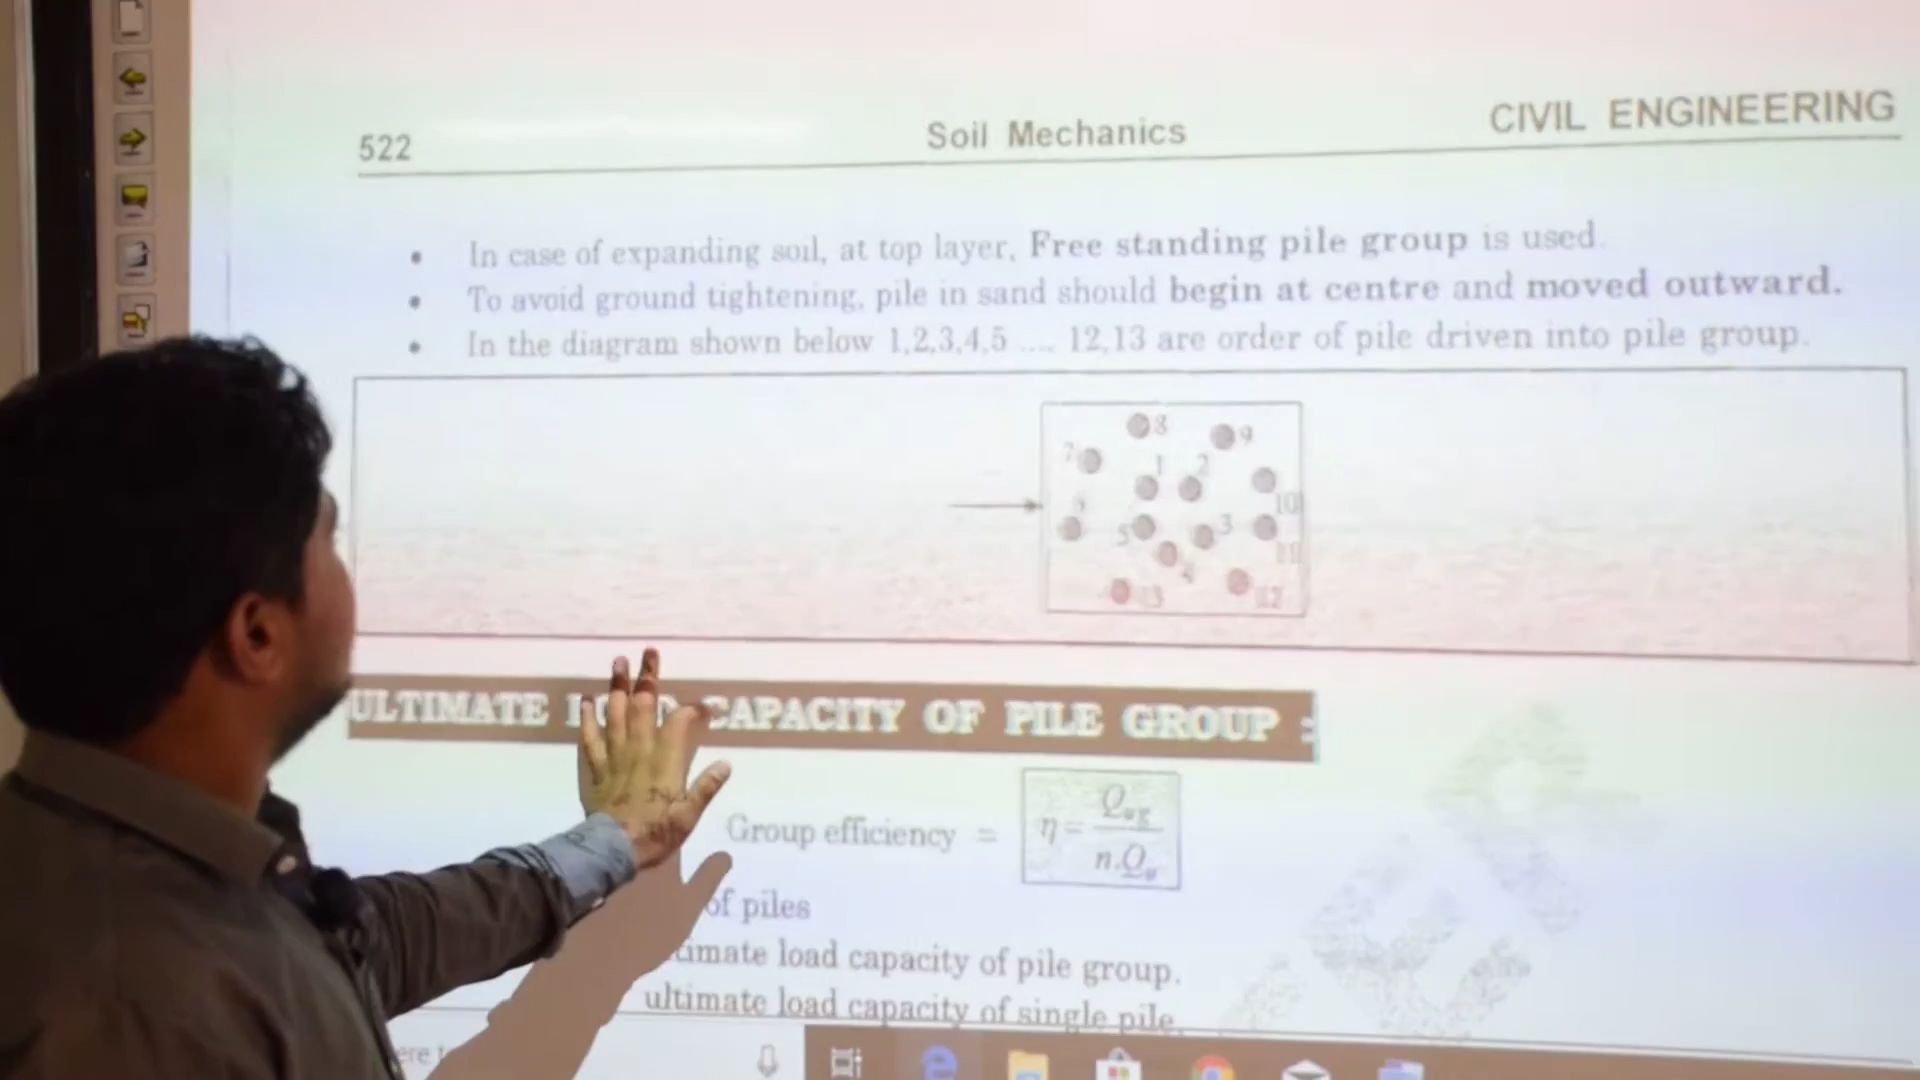 522 Soil Mechanics CIVIL ENGINEERING
• In case of expanding soil, at top layer, Free standing pile group is used.
• To avoid ground tightening, pile in sand should begin at centre and moved outward.
• In the diagram shown below 1,2,3,4,5 .... 12,13 are order of pile driven into pile group.
8
9
7
1 2
10
5 3
11
4
12
ULTIMATE CAPACITY OF PILE GROUP :
Group efficiency = η = Qug / n.Qu
of piles
load capacity of pile group.
ultimate load capacity of single pile.